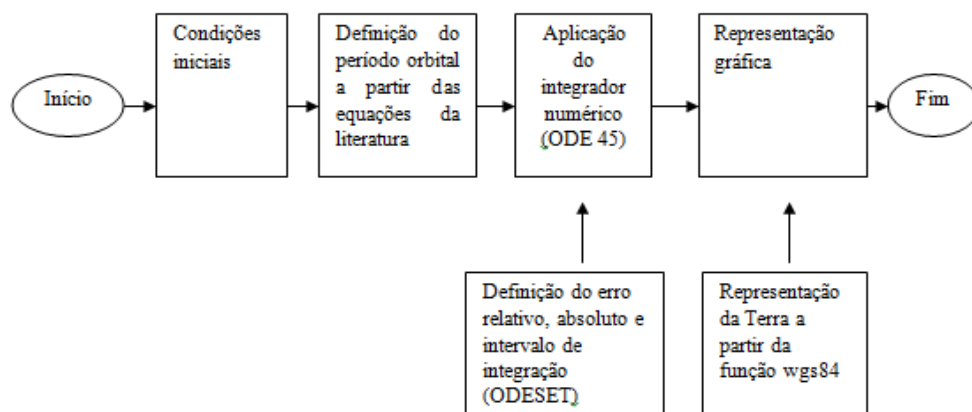 Início
Condições
iniciais
Definição do
período orbital
a partir das
equações da
literatura
Aplicação
do
integrador
numérico
(ODE 45)
Representação
gráfica
Fim
Definição do erro
relativo, absoluto e
intervalo de
integração
(ODESET)
Representação
da Terra a
partir da
função wgs84